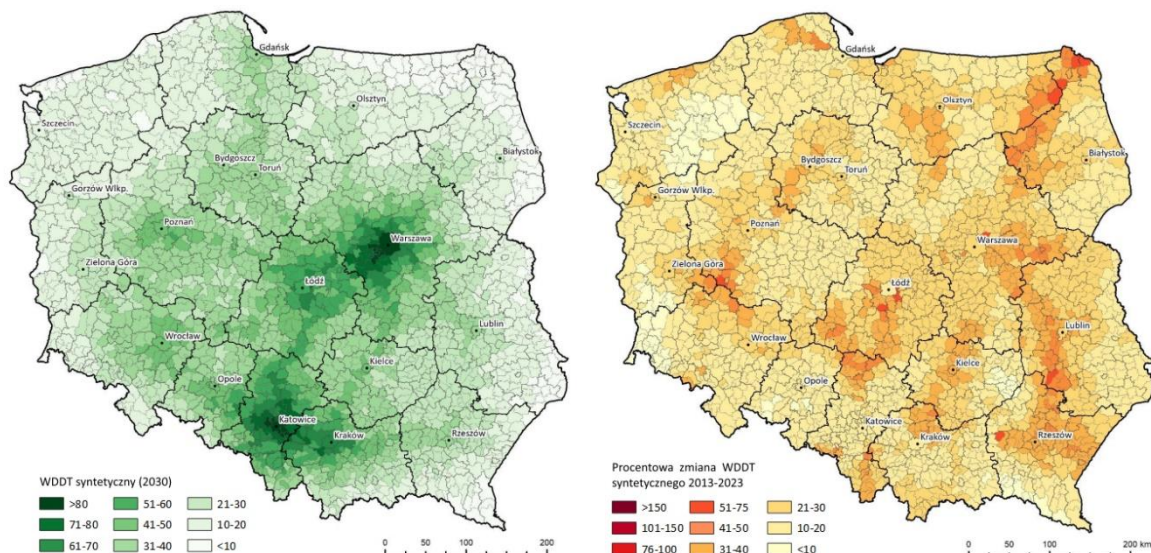 Gdańsk
Olsztyn
Szczecin
Białystok
Bydgoszcz
Toruń
Gorzów Wlkp.
Poznań
Warszawa
Zielona Góra
Łódź
Wrocław
Lublin
Kielce
Opole
Katowice
Kraków
Rzeszów
WDDT syntetyczny (2030)
>80 51-60 21-30
71-80 41-50 10-20
61-70 31-40 <10
0 50 100 200
Gdańsk
Olsztyn
Szczecin
Białystok
Bydgoszcz
Toruń
Gorzów Wlkp.
Poznań
Warszawa
Zielona Góra
Łódź
Wrocław
Lublin
Kielce
Opole
Katowice
Kraków
Rzeszów
Procentowa zmiana WDDT
syntetycznego 2013-2023
>150 51-75 21-30
101-150 41-50 10-20
76-100 31-40 <10
0 50 100 200 km